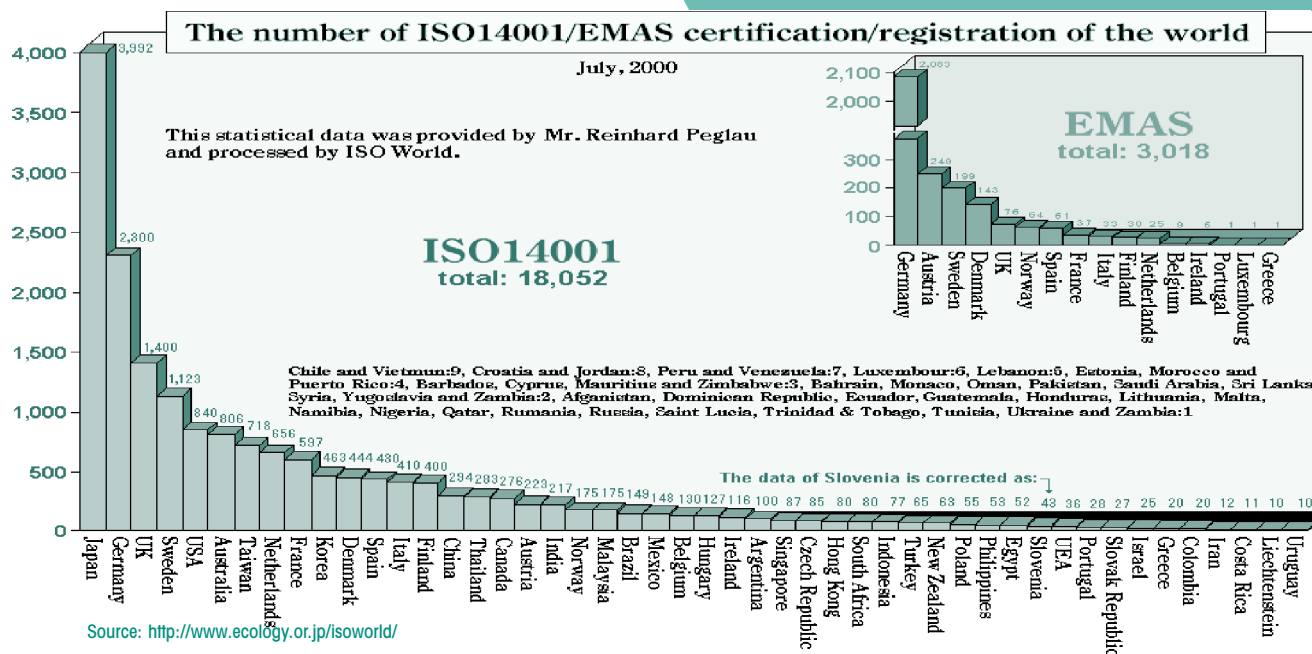 The number of ISO14001/EMAS certification/registration of the world
July, 2000
This statistical data was provided by Mr. Reinhard Peglau
and processed by ISO World.
ISO14001
total: 18,052
4,000
3,500
3,000
2,500
2,000
1,500
1,000
500
0
3,992
2,300
1,400
1,123
840
806
718
656
597
463
444
430
410
400
294
283
276
223
217
175
175
149
148
130
127
116
100
87
85
80
80
77
65
63
55
53
52
43
36
28
27
25
20
20
12
11
10
10
Japan
Germany
UK
Sweden
USA
Australia
Taiwan
Netherlands
France
Korea
Denmark
Spain
Italy
Finland
China
Thailand
Canada
Austria
India
Norway
Malaysia
Brazil
Mexico
Belgium
Hungary
Ireland
Argentina
Singapore
Czech Republic
Hong Kong
South Africa
Indonesia
Turkey
New Zealand
Poland
Philippines
Egypt
Slovenia
UEA
Portugal
Slovak Republic
Israel
Greece
Colombia
Iran
Costa Rica
Liechtenstein
Uruguay
EMAS
total: 3,018
2,100
2,000
300
200
100
0
2,083
249
199
143
76
64
61
37
33
30
25
9
6
1
1
1
Germany
Austria
Sweden
Denmark
UK
Norway
Spain
France
Italy
Finland
Netherlands
Belgium
Ireland
Portugal
Luxembourg
Greece
Chile and Vietmun:9, Croatia and Jordan:8, Peru and Venezuela:7, Luxembour:6, Lebanon:5, Estonia, Morocco and
Puerto Rico:4, Barbados, Cyprus, Mauritius and Zimbabwe:3, Bahrain, Monaco, Oman, Pakistan, Saudi Arabia, Sri Lanka
Syria, Yugoslavia and Zambia:2, Afganistan, Dominican Republic, Ecuador, Guatemala, Honduras, Lithuania, Malta,
Namibia, Nigeria, Qatar, Rumania, Russia, Saint Lucia, Trinidad & Tobago, Tunisia, Ukraine and Zambia:1
The data of Slovenia is corrected as:
Source: http://www.ecology.or.jp/isoworld/